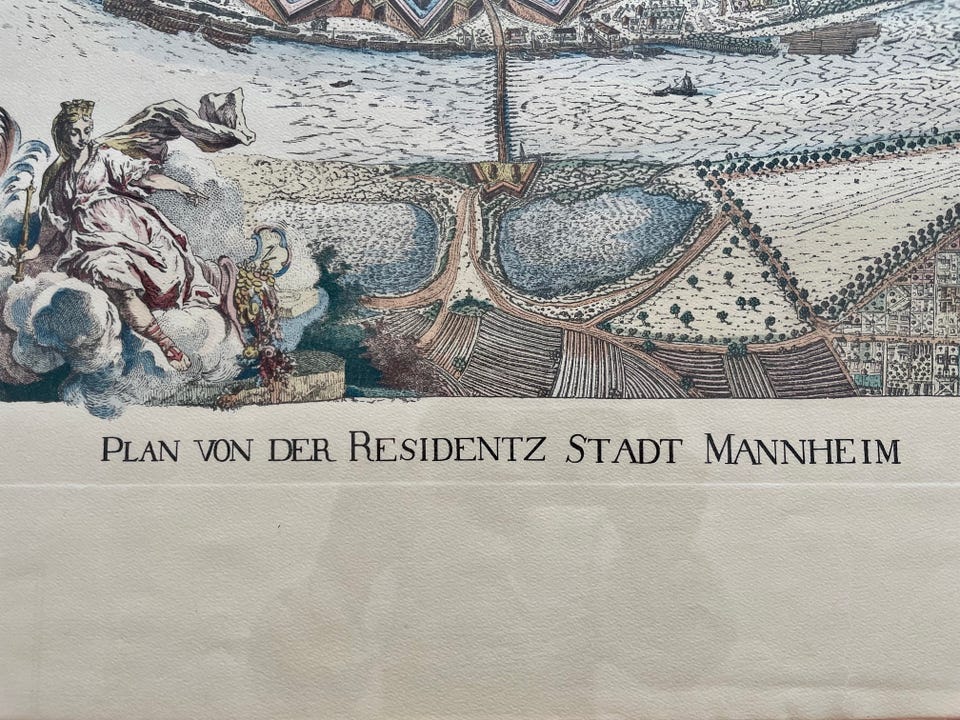 PLAN VON DER RESIDENTZ STADT MANNHEIM